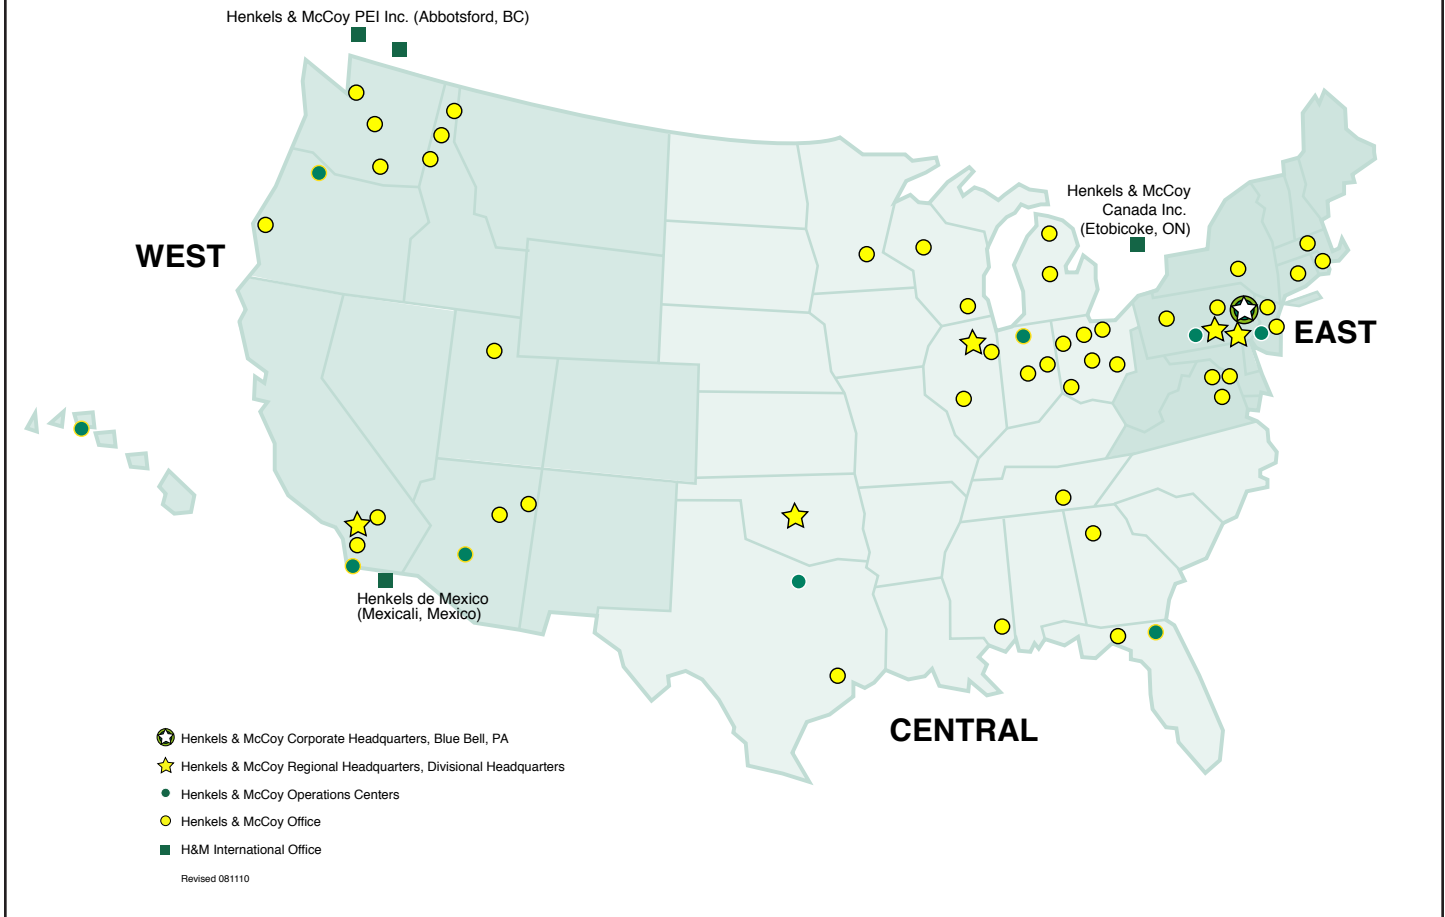 Henkels & McCoy PEI Inc. (Abbotsford, BC)
Henkels & McCoy
Canada Inc.
(Etobicoke, ON)
WEST
EAST
Henkels de Mexico
(Mexicali, Mexico)
CENTRAL
Henkels & McCoy Corporate Headquarters, Blue Bell, PA
Henkels & McCoy Regional Headquarters, Divisional Headquarters
Henkels & McCoy Operations Centers
Henkels & McCoy Office
H&M International Office
Revised 081110